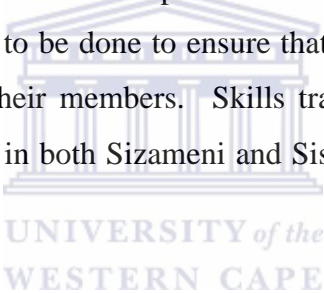 to be done to ensure that
their members. Skills tra
in both Sizameni and Sis
UNIVERSITY of the
WESTERN CAPE